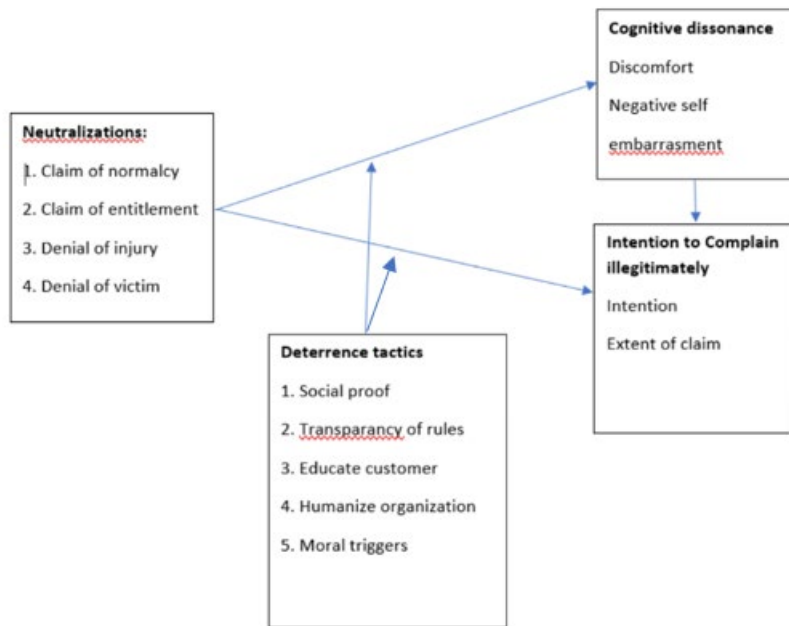 Neutralizations:
1. Claim of normalcy
2. Claim of entitlement
3. Denial of injury
4. Denial of victim
Cognitive dissonance
Discomfort
Negative self
embarrasment
Intention to Complain
illegitimately
Intention
Extent of claim
Deterrence tactics
1. Social proof
2. Transparancy of rules
3. Educate customer
4. Humanize organization
5. Moral triggers